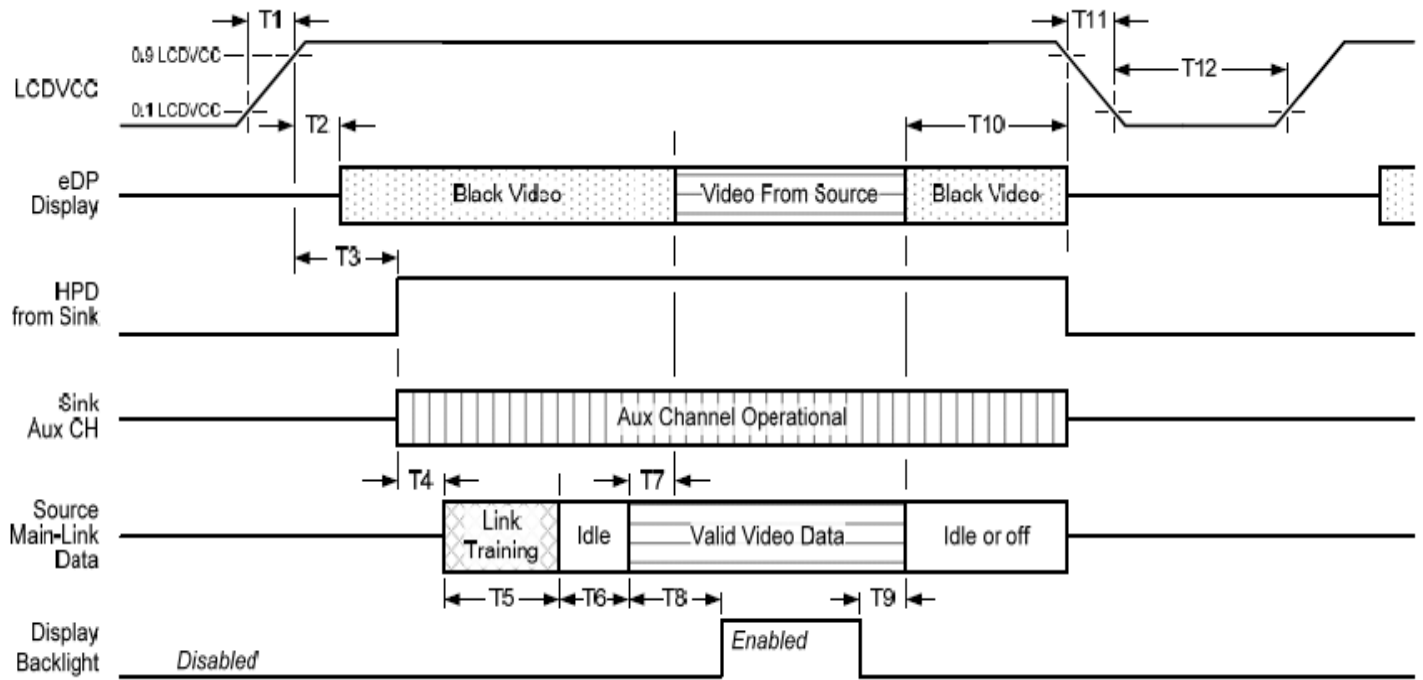 T1
T11
0.9 LCDVCC
T12
LCDVCC
0.1 LCDVCC
T2
T10
eDP
Display
Black Video
Video From Source
Black Video
T3
HPD
from Sink
Sink
Aux CH
Aux Channel Operational
T4
T7
Source
Main-Link
Data
Link
Training
Idle
Valid Video Data
Idle or off
T5
T6
T8
T9
Display
Backlight
Disabled
Enabled